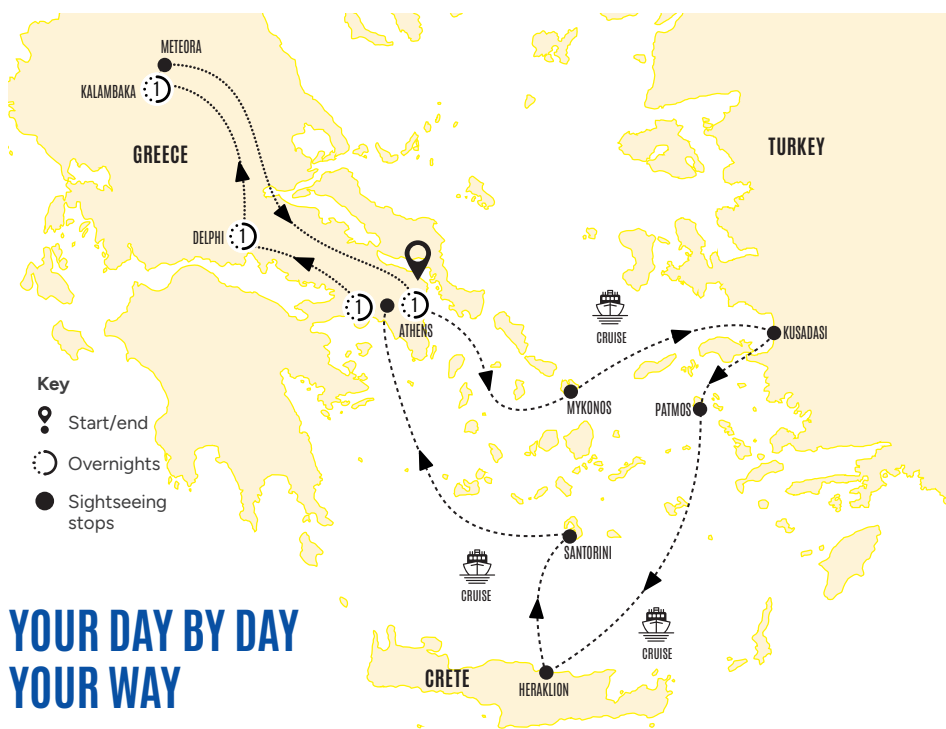 METEORA
KALAMBAKA
1
GREECE
TURKEY
DELPHI
1
1
1
ATHENS
CRUISE
KUSADASI
MYKONOS
PATMOS
Key
Start/end
Overnights
Sightseeing
stops
SANTORINI
CRUISE
CRUISE
CRETE
HERAKLION
YOUR DAY BY DAY
YOUR WAY